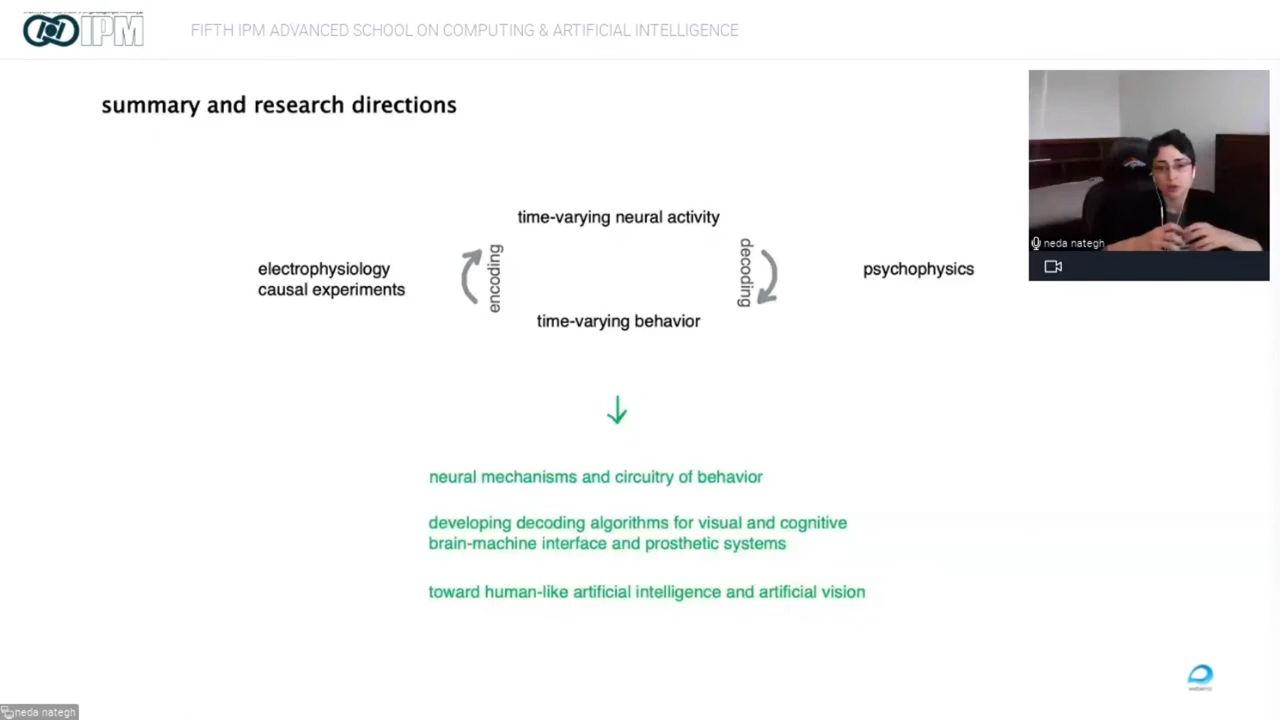 IPM
FIFTH IPM ADVANCED SCHOOL ON COMPUTING & ARTIFICIAL INTELLIGENCE
summary and research directions
neda nategh
time-varying neural activity
electrophysiology
causal experiments
encoding
decoding
psychophysics
time-varying behavior
neural mechanisms and circuitry of behavior
developing decoding algorithms for visual and cognitive
brain-machine interface and prosthetic systems
toward human-like artificial intelligence and artificial vision
neda nategh